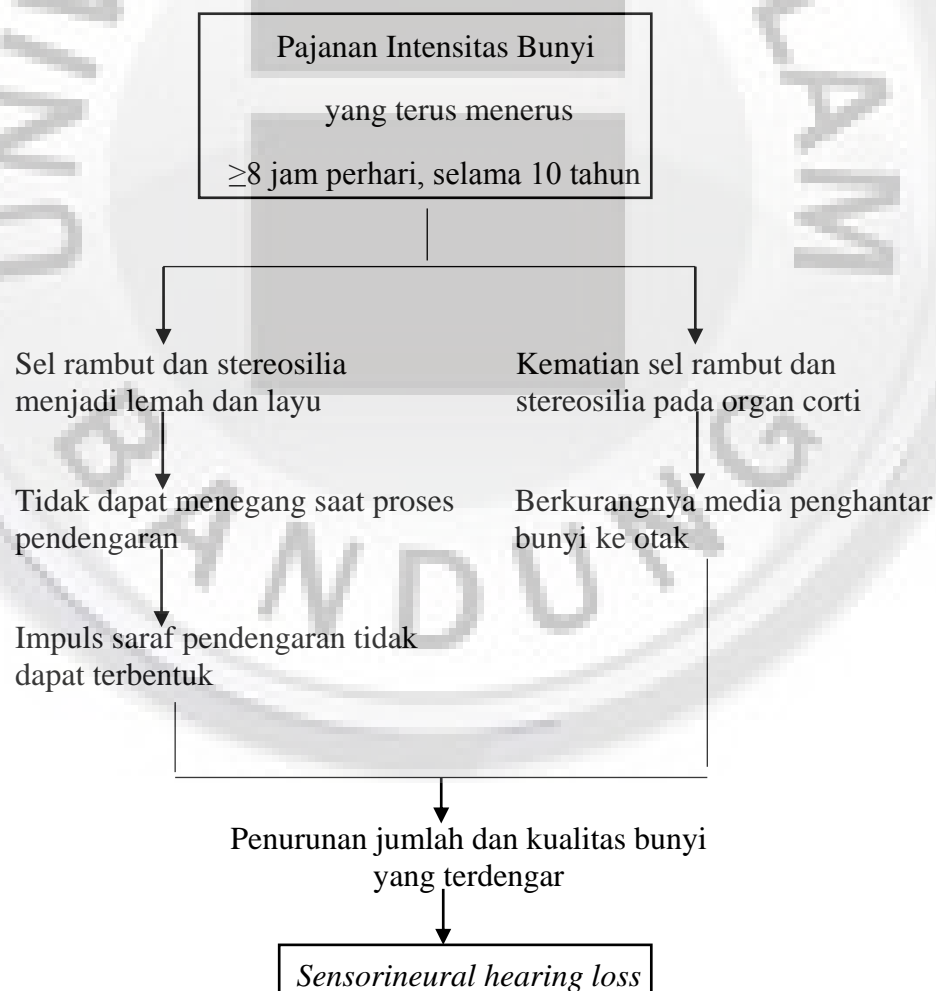 Pajanan Intensitas Bunyi
yang terus menerus
≥8 jam perhari, selama 10 tahun
Sel rambut dan stereosilia
menjadi lemah dan layu
Kematian sel rambut dan
stereosilia pada organ corti
Tidak dapat menegang saat proses
pendengaran
Berkurangnya media penghantar
bunyi ke otak
Impuls saraf pendengaran tidak
dapat terbentuk
Penurunan jumlah dan kualitas bunyi
yang terdengar
Sensorineural hearing loss
BANDUNG